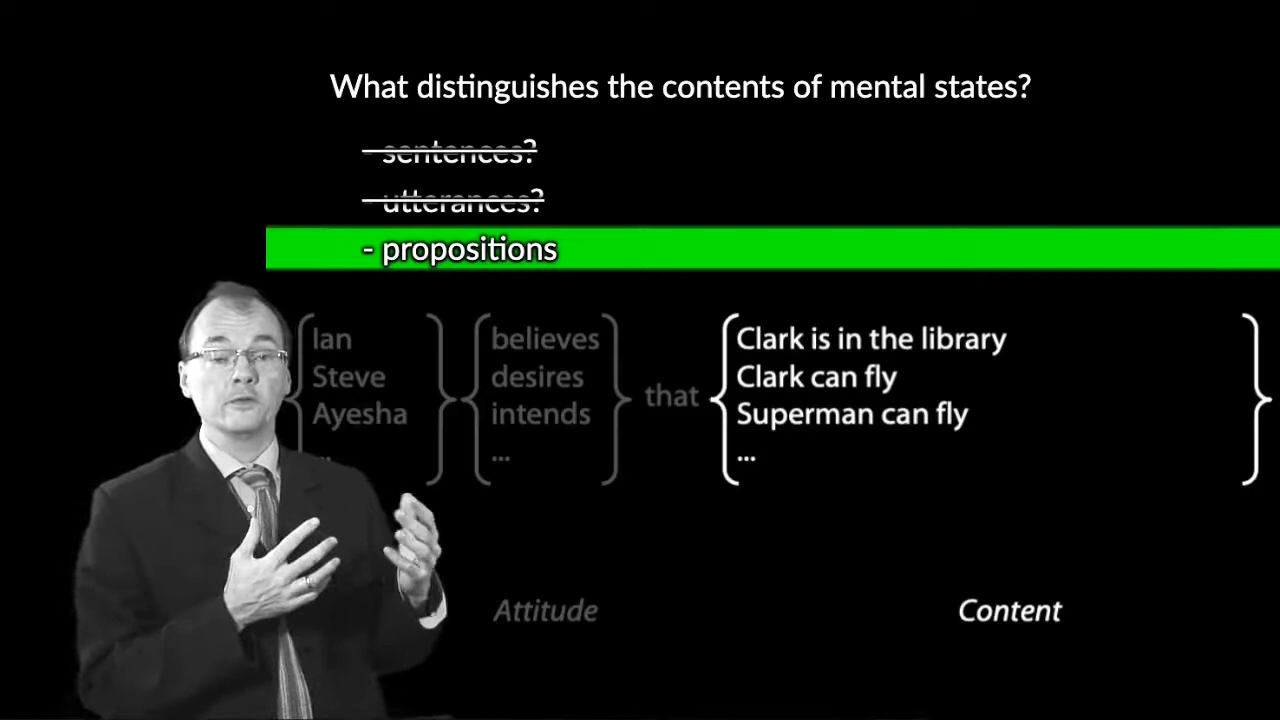 What distinguishes the contents of mental states?
- sentences?
- utterances?
- propositions
Ian
Steve
Ayesha
...
believes
desires
intends
...
that
Clark is in the library
Clark can fly
Superman can fly
...
Attitude
Content